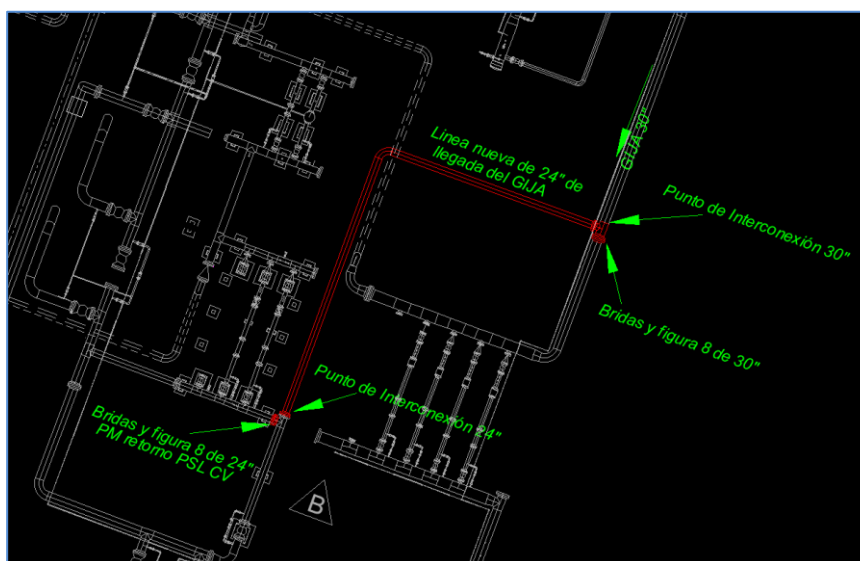 Linea nueva de 24" de
llegada del GIJA
GIJA 30"
Punto de Interconexión 30"
Bridas y figura 8 de 30"
Punto de Interconexión 24"
Bridas y figura 8 de 24"
PM retorno PSL CV
B